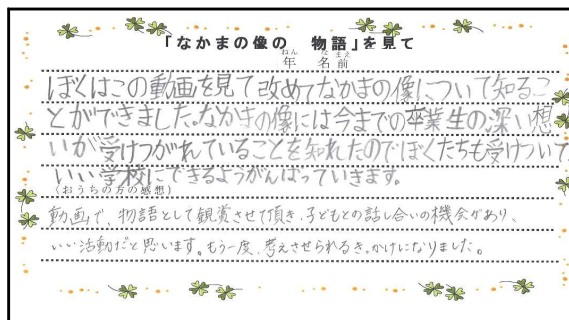 「なかまの像の　物語」を見て
年　名前
ぼくはこの動画を見て改めてなかまの像について知るこ
とができました。なかまの像には今までの卒業生の深い想
いが受けつがれていることを知れたのでぼくたちも受けついで
いい学校にできるようがんばっていきます。
(おうちの方の感想)
動画で、物語として観賞させて頂き、子どもとの話し合いの機会があり、
いい活動だと思います。もう一度、考えさせられるきっかけになりました。